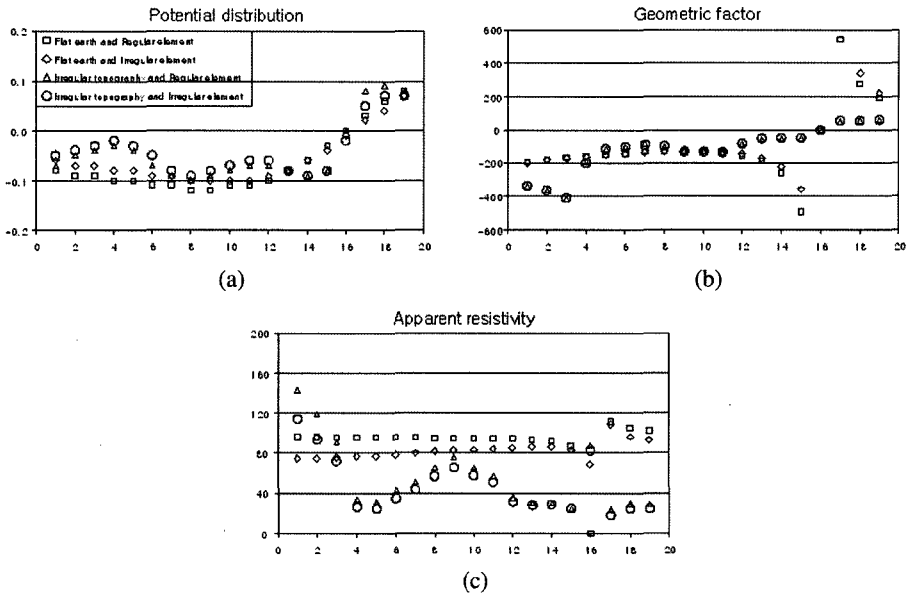 Potential distribution
0.2
0.1
0.0
-0.1
-0.2
Flat earth and Regular element
Flat earth and Irregular element
Irregular topography and Regular element
Irregular topography and Irregular element
0 2 4 6 8 10 12 14 16 18 20
(a)
Geometric factor
600
400
200
0
-200
-400
-600
0 2 4 6 8 10 12 14 16 18 20
(b)
Apparent resistivity
200
160
120
80
40
0
0 2 4 6 8 10 12 14 16 18 20
(c)